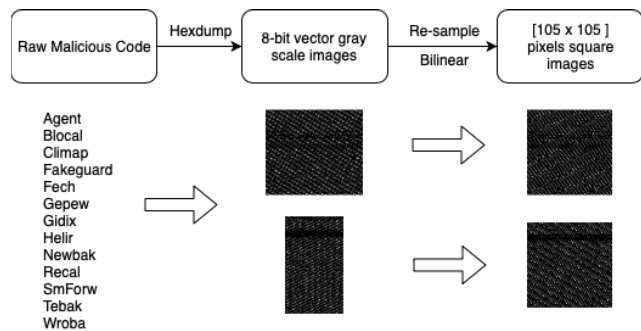 Raw Malicious Code
Hexdump
8-bit vector gray
scale images
Re-sample
Bilinear
[105 x 105 ]
pixels square
images
Agent
Blocal
Climap
Fakeguard
Fech
Gepew
Gidix
Helir
Newbak
Recal
SmForw
Tebak
Wroba